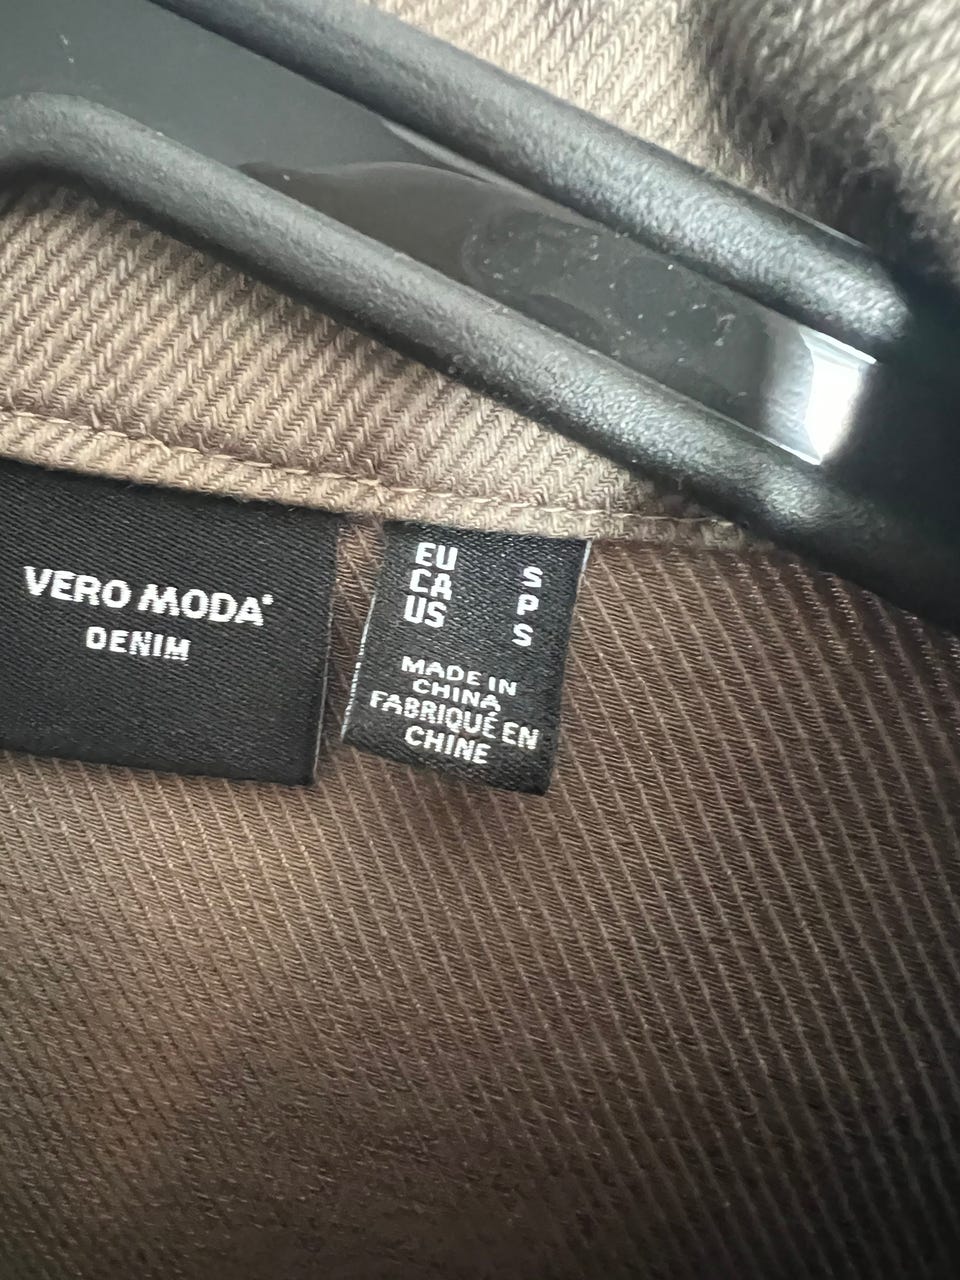 VERO MODA®
DENIM
EU S
CA P
US S
MADE IN
CHINA
FABRIQUÉ EN
CHINE